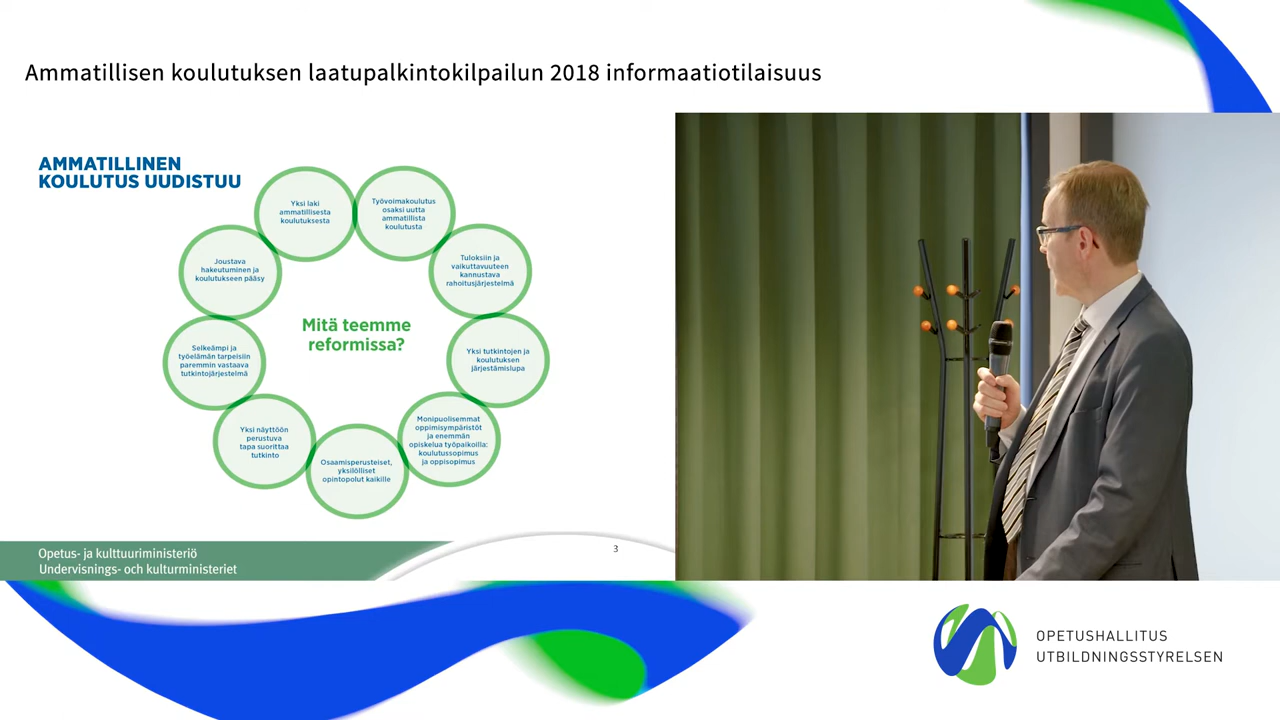 Ammatillisen koulutuksen laatupalkintokilpailun 2018 informaatiotilaisuus
AMMATILLINEN
KOULUTUS UUDISTUU
Yksi laki
ammatillisesta
koulutuksesta
Työvoimakoulutus
osaksi uutta
ammatillista
koulutusta
Tuloksiin ja
vaikuttavuuteen
kannustava
rahoitusjärjestelmä
Yksi tutkintojen ja
koulutuksen
järjestämislupa
Monipuolisemmat
oppimisympäristöt
ja enemmän
opiskelua työpaikoilla:
koulutussopimus
ja oppisopimus
Osaamisperusteiset,
yksilölliset
opintopolut kaikille
Yksi näyttöön
perustuva
tapa suorittaa
tutkinto
Selkeämpi ja
työelämän tarpeisiin
paremmin vastaava
tutkintojärjestelmä
Joustava
hakeutuminen ja
koulutukseen pääsy
Mitä teemme
reformissa?
Opetus- ja kulttuuriministeriö
Undervisnings- och kulturministeriet
3
OPETUSHALLITUS
UTBILDNINGSSTYRELSEN